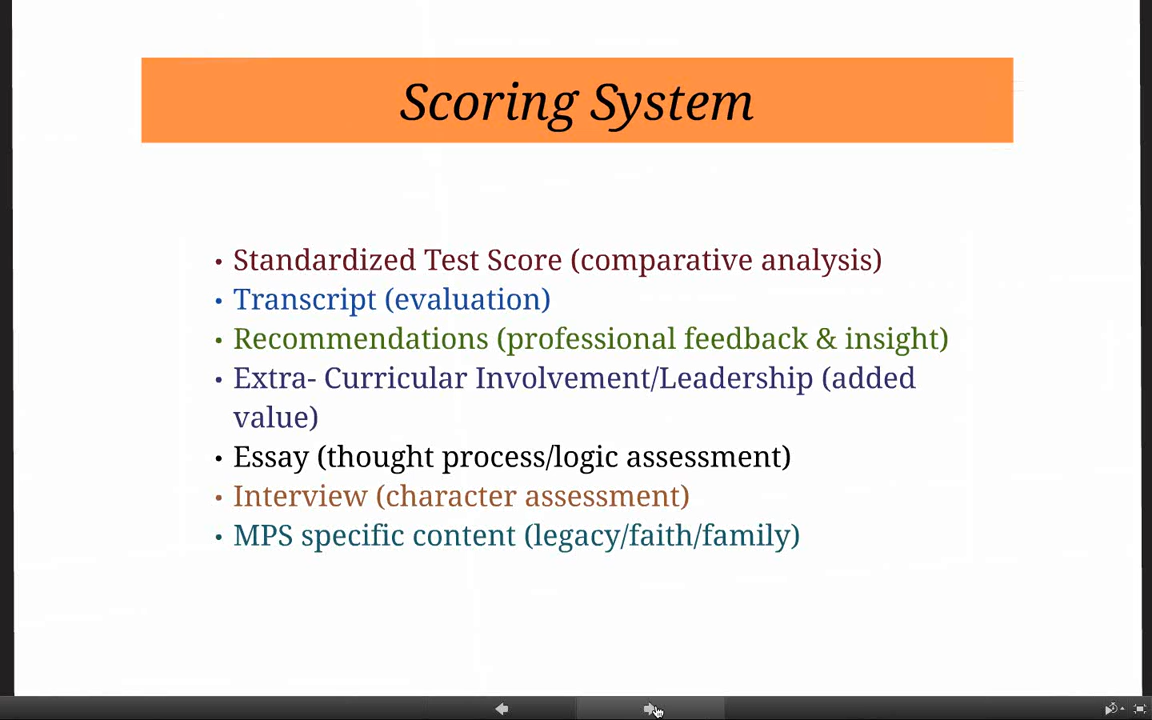 Scoring System
• Standardized Test Score (comparative analysis)
• Transcript (evaluation)
• Recommendations (professional feedback & insight)
• Extra- Curricular Involvement/Leadership (added
value)
• Essay (thought process/logic assessment)
• Interview (character assessment)
• MPS specific content (legacy/faith/family)